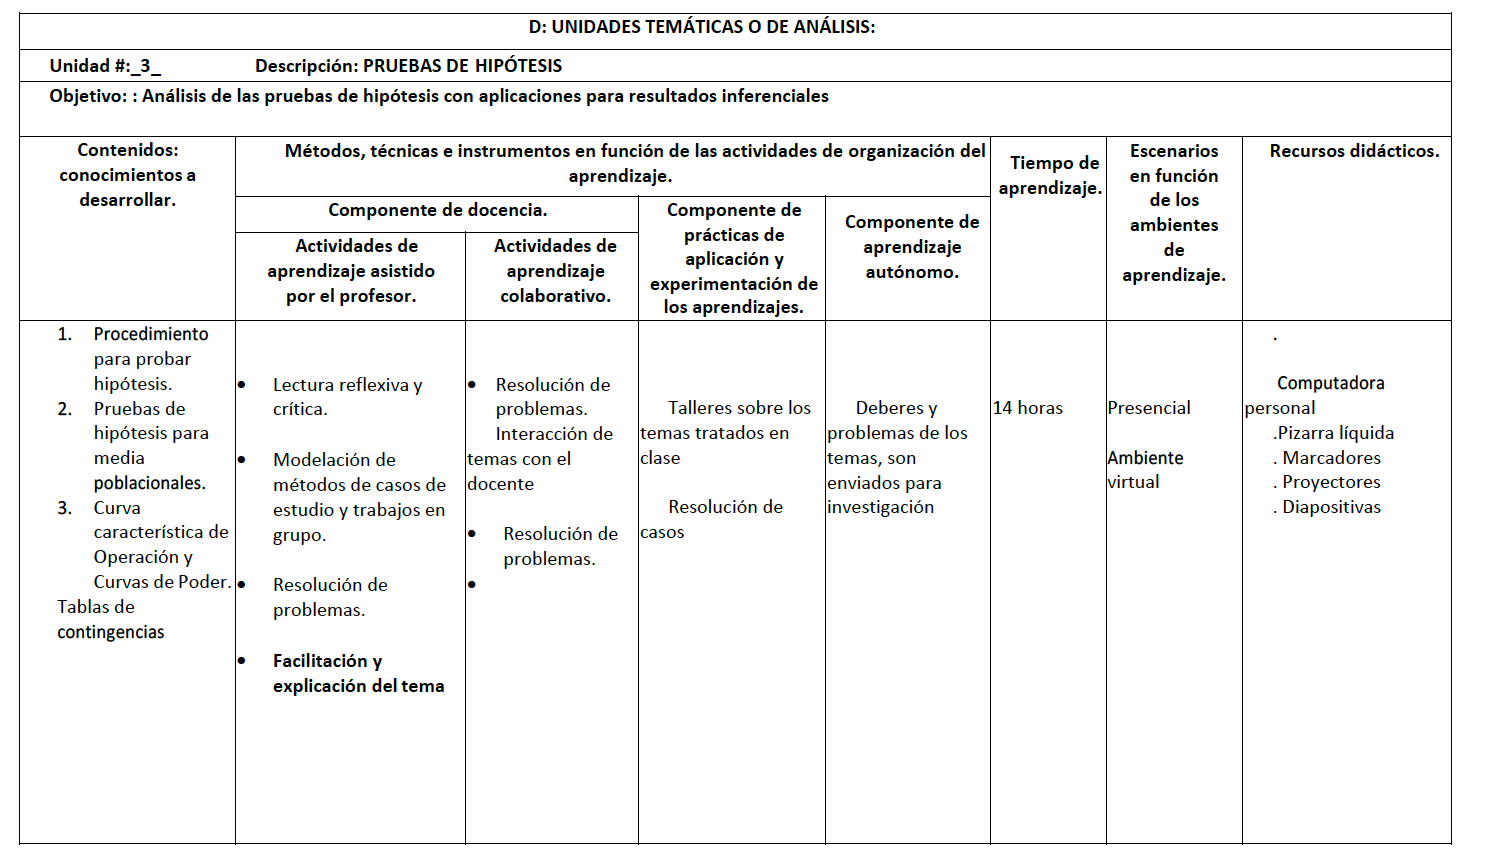 D: UNIDADES TEMÁTICAS O DE ANÁLISIS:
Unidad #:_3_ Descripción: PRUEBAS DE HIPÓTESIS
Objetivo: : Análisis de las pruebas de hipótesis con aplicaciones para resultados inferenciales
Contenidos:
conocimientos a
desarrollar.
Métodos, técnicas e instrumentos en función de las actividades de organización del
aprendizaje.
Componente de docencia.
Actividades de
aprendizaje asistido
por el profesor.
Actividades de
aprendizaje
colaborativo.
Componente de
prácticas de
aplicación y
experimentación de
los aprendizajes.
Componente de
aprendizaje
autónomo.
Tiempo de
aprendizaje.
Escenarios
en función
de los
ambientes
de
aprendizaje.
Recursos didácticos.
1. Procedimiento
para probar
hipótesis.
2. Pruebas de
hipótesis para
media
poblacionales.
3. Curva
característica de
Operación y
Curvas de Poder.
Tablas de
contingencias
• Lectura reflexiva y
crítica.
• Modelación de
métodos de casos de
estudio y trabajos en
grupo.
• Resolución de
problemas.
• Facilitación y
explicación del tema
• Resolución de
problemas.
Interacción de
temas con el
docente
• Resolución de
problemas.
•
Talleres sobre los
temas tratados en
clase
Resolución de
casos
Deberes y
problemas de los
temas, son
enviados para
investigación
14 horas
Presencial
Ambiente
virtual
.
Computadora
personal
.Pizarra líquida
. Marcadores
. Proyectores
. Diapositivas